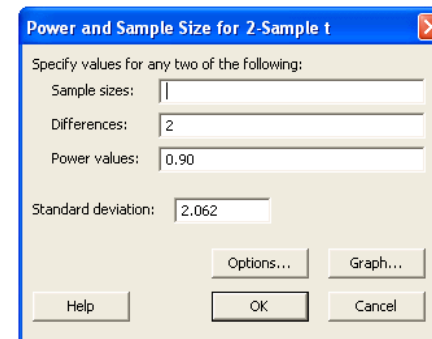 Power and Sample Size for 2-Sample t
Specify values for any two of the following:
Sample sizes:
Differences: 2
Power values: 0.90
Standard deviation: 2.062
Options... Graph...
Help OK Cancel